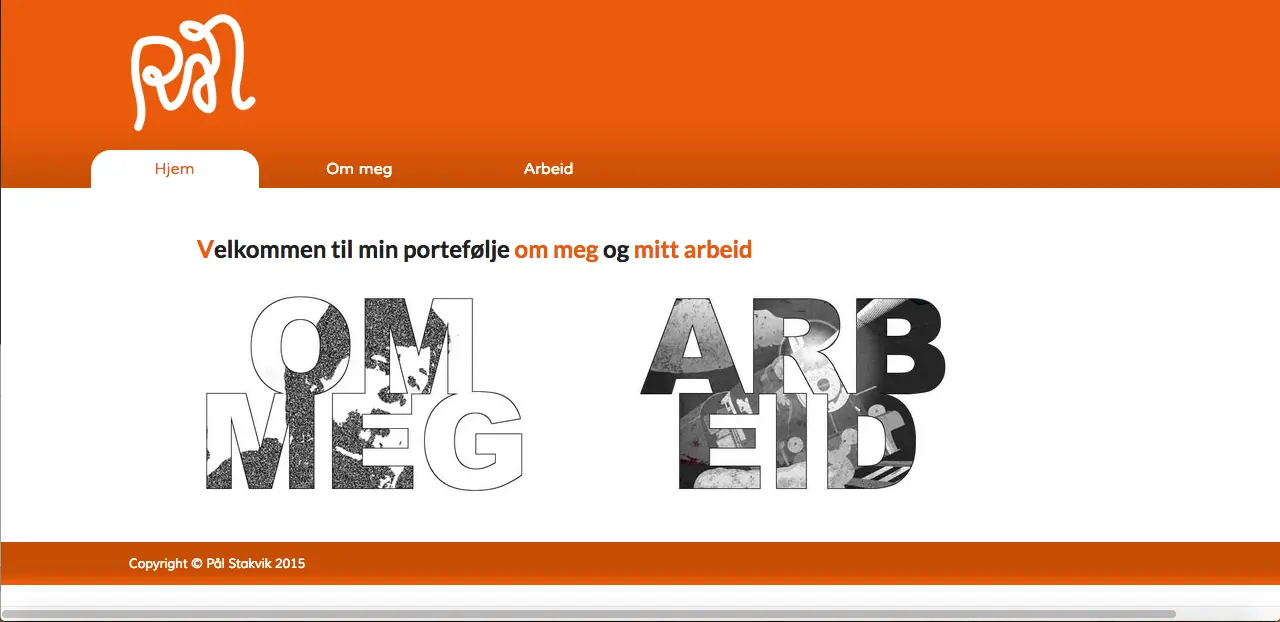 Pål
Hjem
Om meg
Arbeid
Velkommen til min portefølje om meg og mitt arbeid
OM
MEG
ARB
EID
Copyright © Pål Stakvik 2015